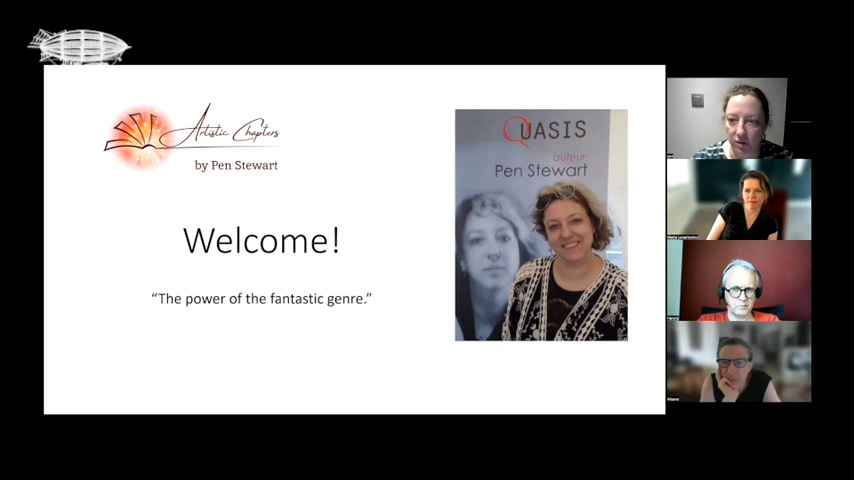 Artistic Chapters
by Pen Stewart
Welcome!
“The power of the fantastic genre.”
QUASIS
auteur
Pen Stewart